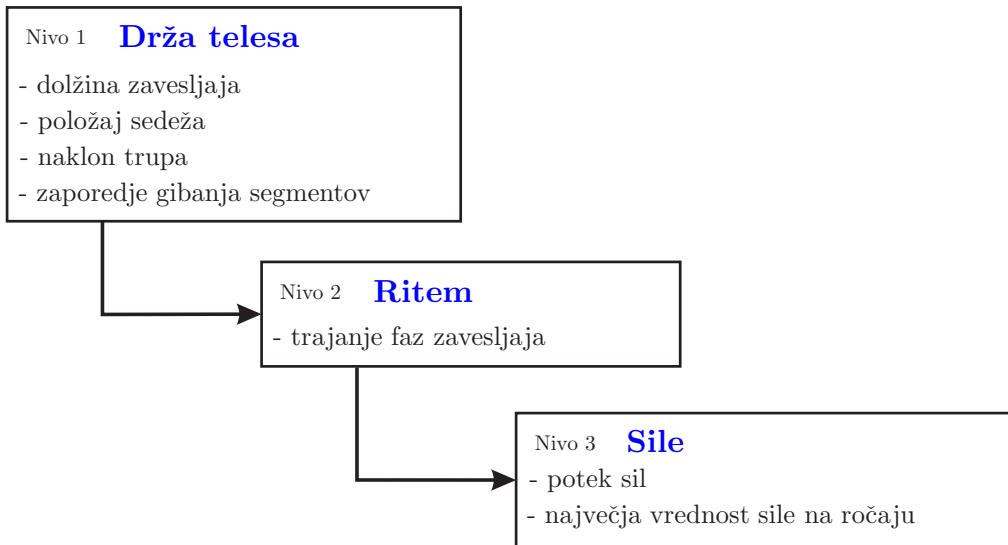 Nivo 1 Drža telesa
- dolžina zavesljaja
- položaj sedeža
- naklon trupa
- zaporedje gibanja segmentov
Nivo 2 Ritem
- trajanje faz zavesljaja
Nivo 3 Sile
- potek sil
- največja vrednost sile na ročaju